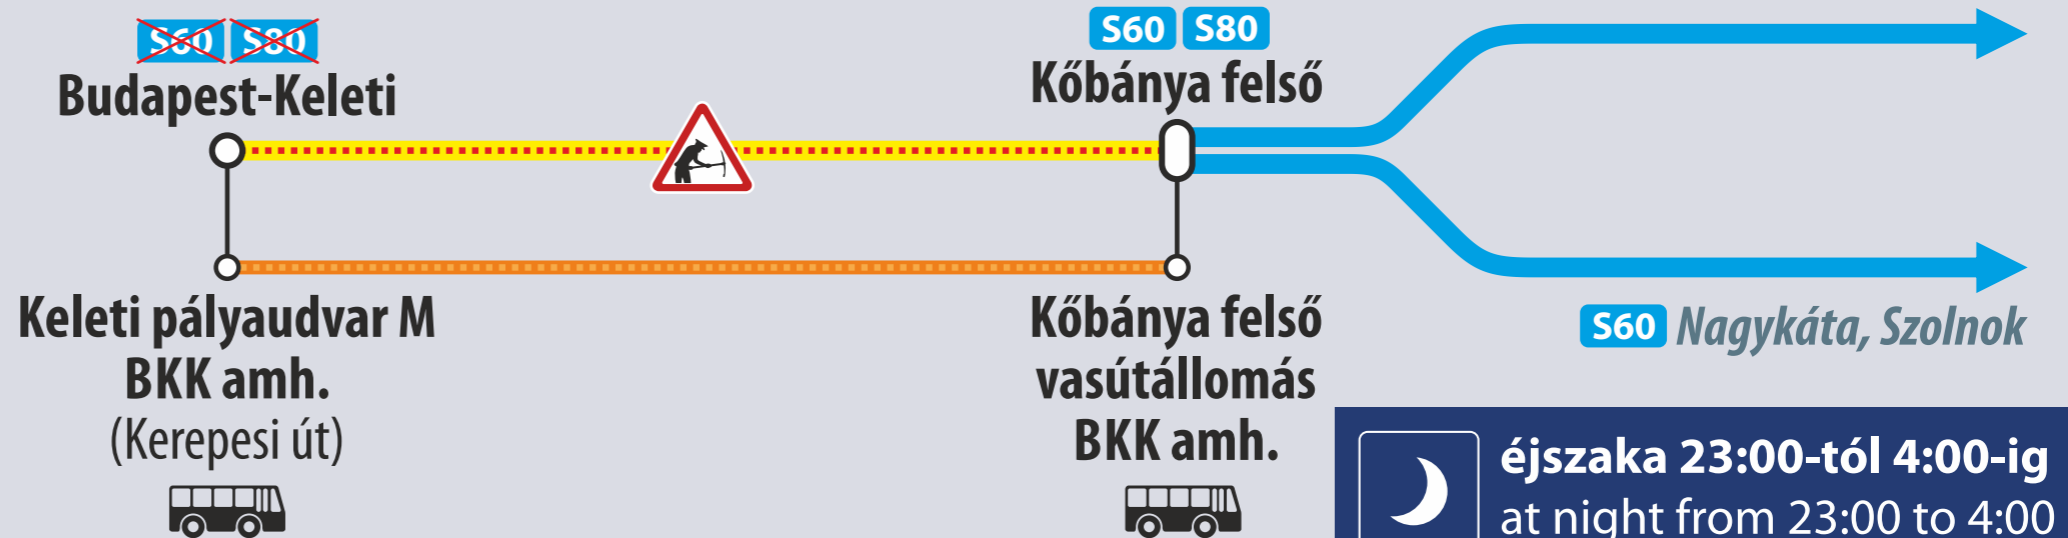 S60 S80
Budapest-Keleti
S60 S80
Kőbánya felső
Keleti pályaudvar M
BKK amh.
(Kerepesi út)
Kőbánya felső
vasútállomás
BKK amh.
S60 Nagykáta, Szolnok
éjszaka 23:00-tól 4:00-ig
at night from 23:00 to 4:00